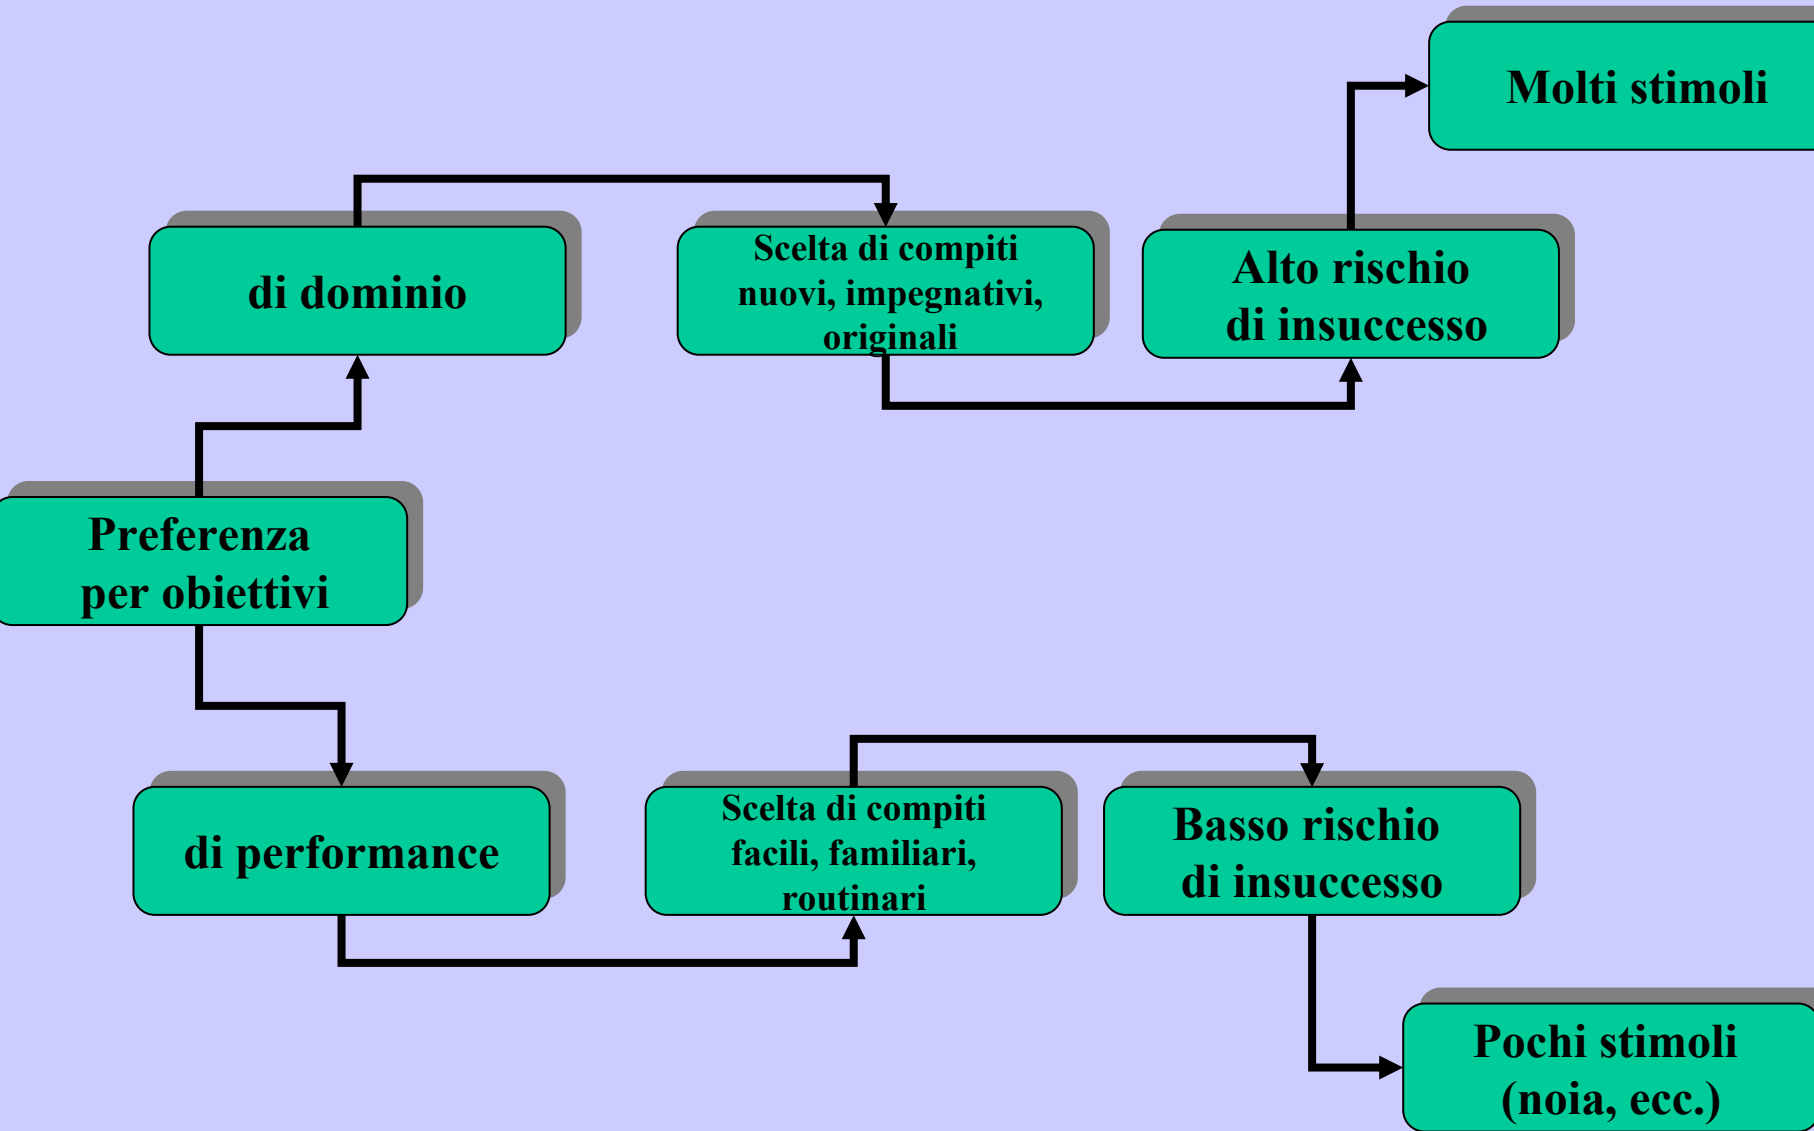 Molti stimoli
di dominio
Scelta di compiti
nuovi, impegnativi,
originali
Alto rischio
di insuccesso
Preferenza
per obiettivi
di performance
Scelta di compiti
facili, familiari,
routinari
Basso rischio
di insuccesso
Pochi stimoli
(noia, ecc.)